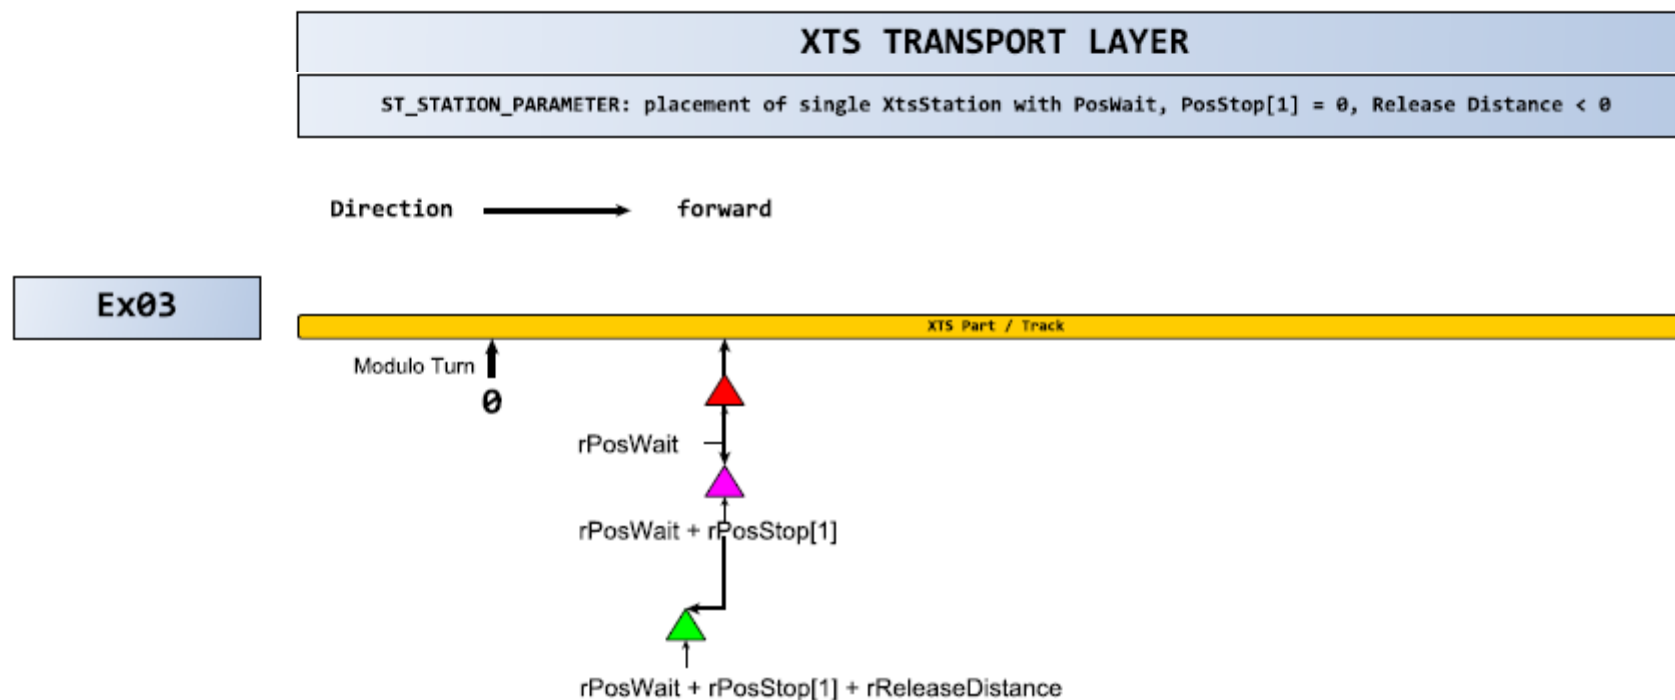 XTS TRANSPORT LAYER
ST_STATION_PARAMETER: placement of single XtsStation with PosWait, PosStop[1] = 0, Release Distance < 0
Direction forward
Ex03
XTS Part / Track
Modulo Turn
0
rPosWait
rPosWait + rPosStop[1]
rPosWait + rPosStop[1] + rReleaseDistance